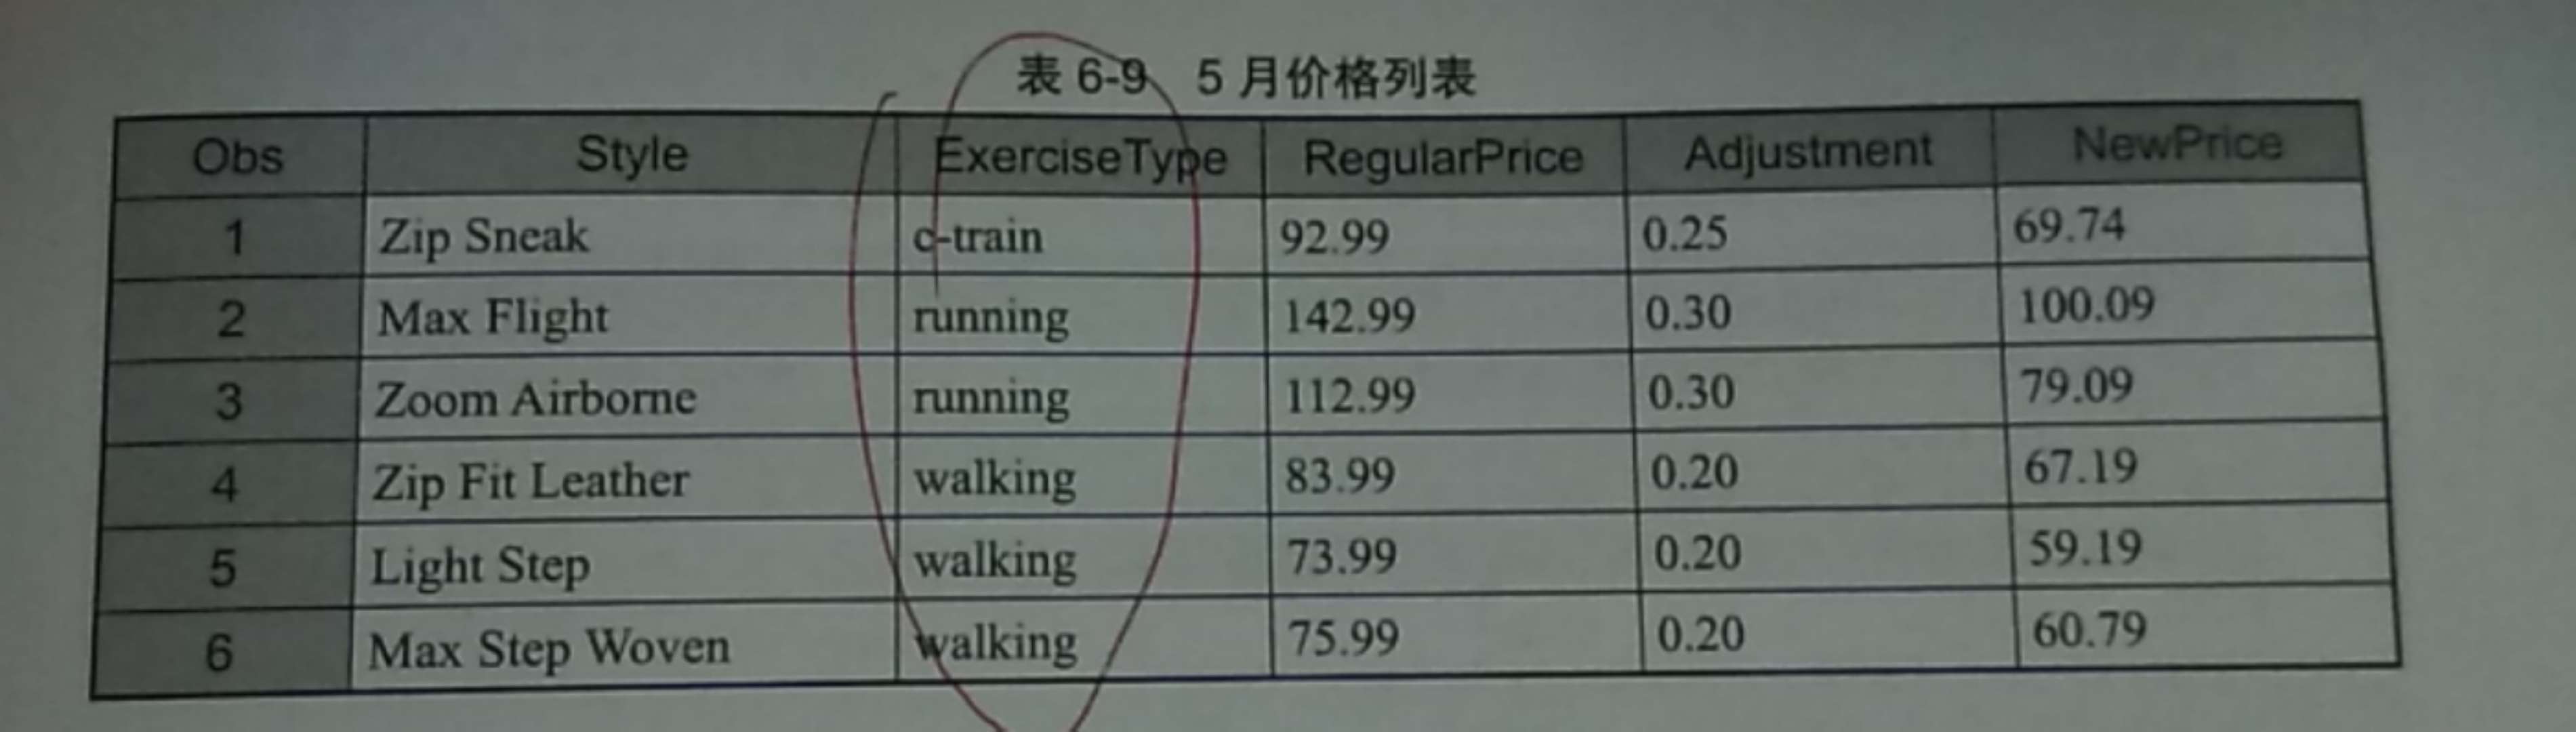 表 6-9 5 月价格列表
Obs Style ExerciseType RegularPrice Adjustment NewPrice
1 Zip Sneak c-train 92.99 0.25 69.74
2 Max Flight running 142.99 0.30 100.09
3 Zoom Airborne running 112.99 0.30 79.09
4 Zip Fit Leather walking 83.99 0.20 67.19
5 Light Step walking 73.99 0.20 59.19
6 Max Step Woven walking 75.99 0.20 60.79